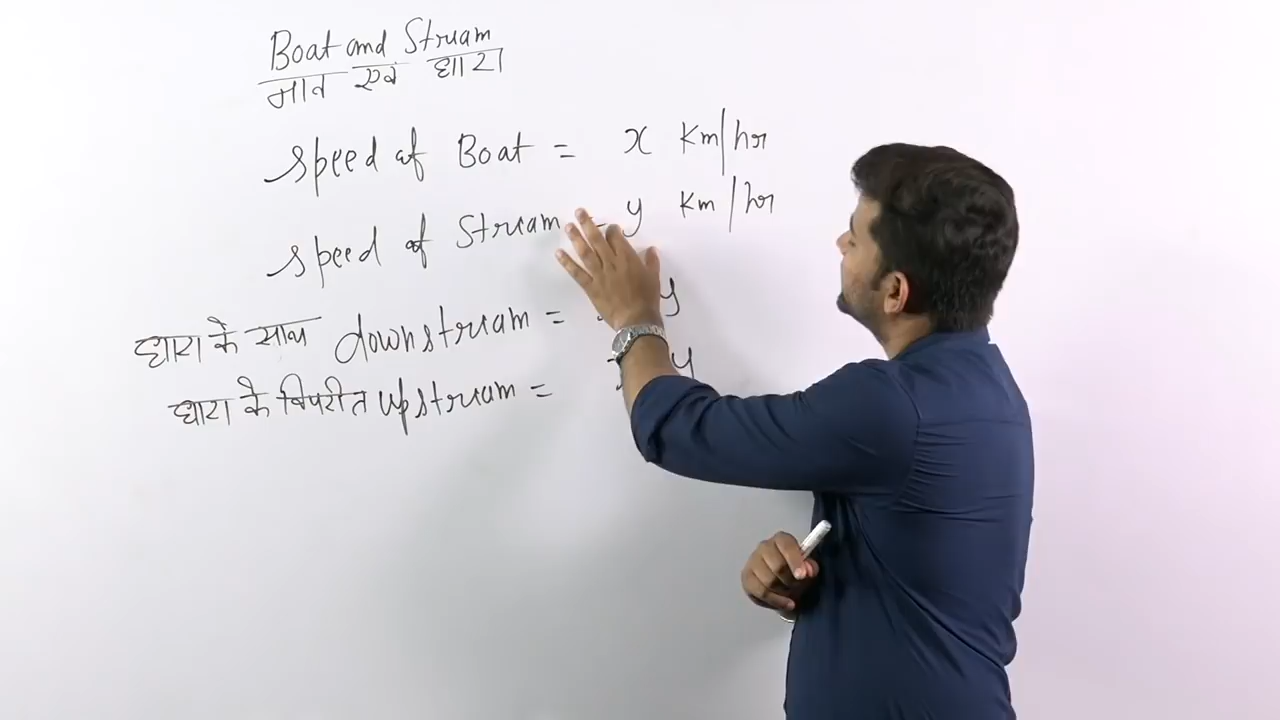 Boat and Stream
नाव एवं धारा
speed of Boat = x Km/hr
speed of Stream = y Km/hr
धारा के साथ downstream = y
धारा के विपरीत upstream = y